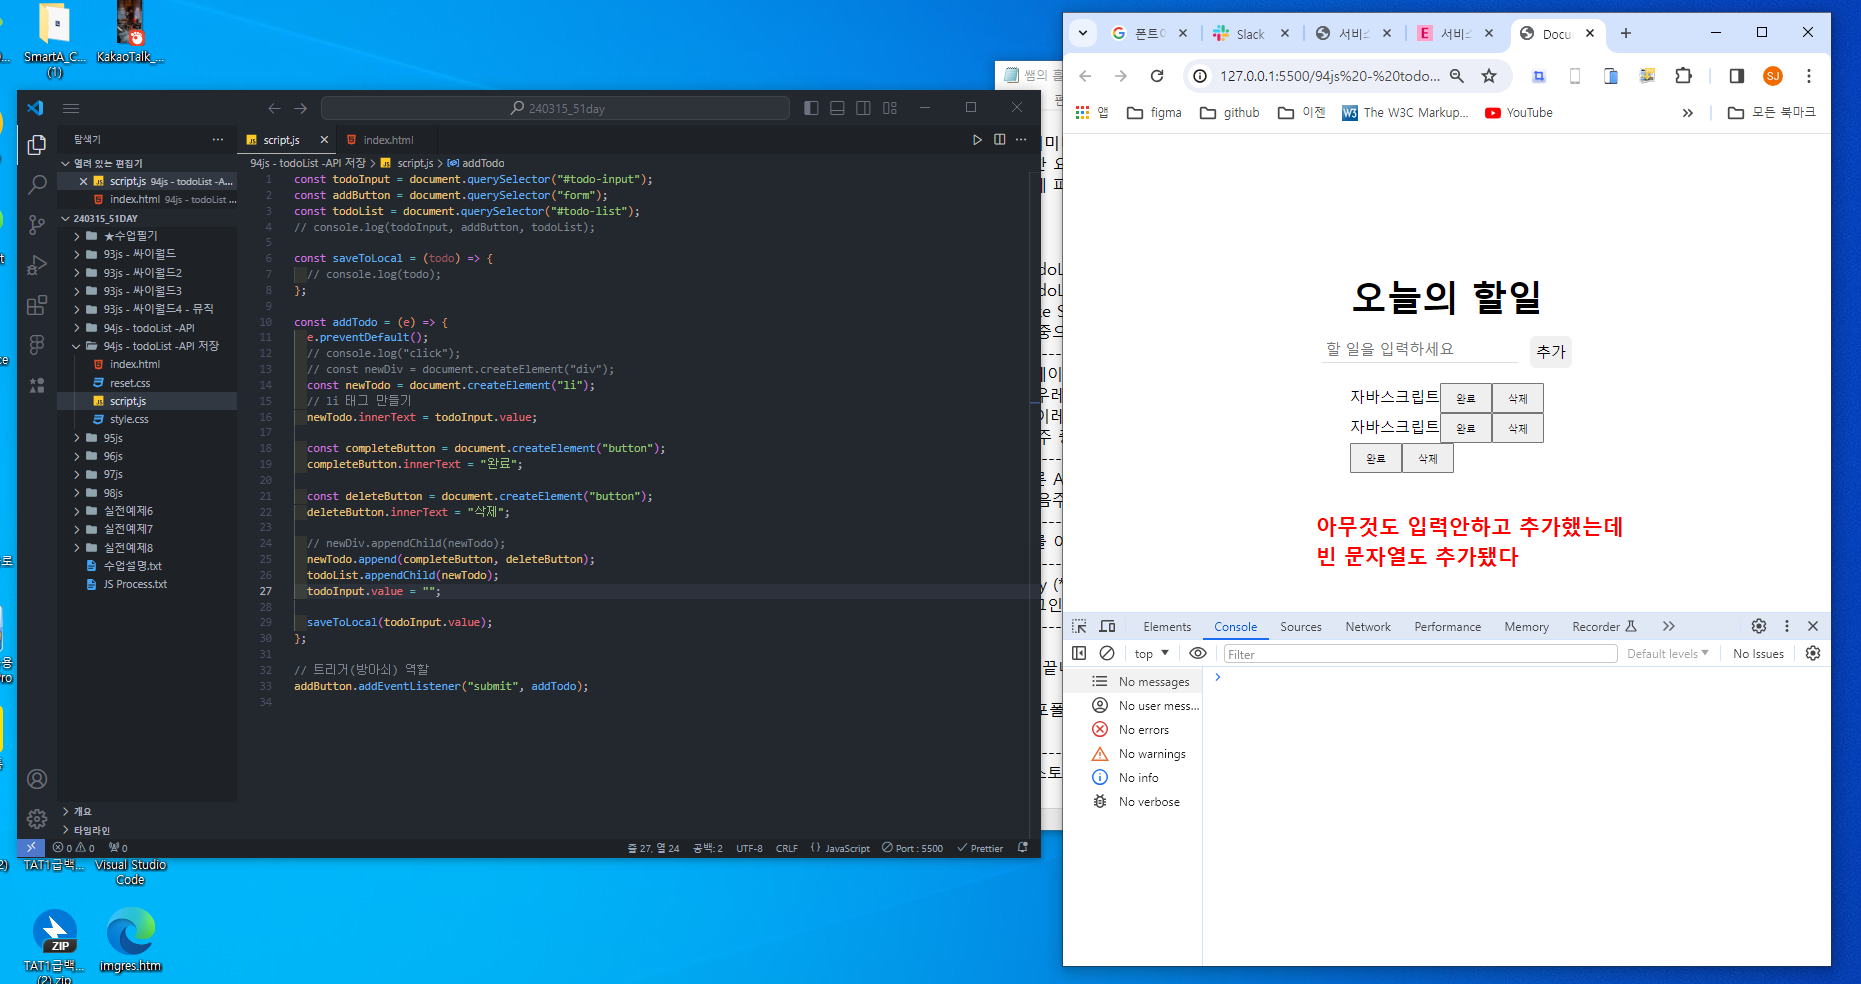 SmartA_C...
(1)
KakaoTalk_...
240315_51day
탐색기
script.js
index.html
94js - todoList -API 저장 > script.js > addTodo
열려 있는 편집기
script.js 94js - todoList -A...
index.html 94js - todoList ...
240315_51DAY
★수업필기
93js - 싸이월드
93js - 싸이월드2
93js - 싸이월드3
93js - 싸이월드4 - 뮤직
94js - todoList -API
94js - todoList -API 저장
index.html
reset.css
script.js
style.css
95js
96js
97js
98js
실전예제6
실전예제7
실전예제8
수업설명.txt
JS Process.txt
개요
타임라인
1 const todoInput = document.querySelector("#todo-input");
2 const addButton = document.querySelector("form");
3 const todoList = document.querySelector("#todo-list");
4 // console.log(todoInput, addButton, todoList);
5
6 const saveToLocal = (todo) => {
7 // console.log(todo);
8 };
9
10 const addTodo = (e) => {
11 e.preventDefault();
12 // console.log("click");
13 // const newDiv = document.createElement("div");
14 const newTodo = document.createElement("li");
15 // li 태그 만들기
16 newTodo.innerText = todoInput.value;
17
18 const completeButton = document.createElement("button");
19 completeButton.innerText = "완료";
20
21 const deleteButton = document.createElement("button");
22 deleteButton.innerText = "삭제";
23
24 // newDiv.appendChild(newTodo);
25 newTodo.append(completeButton, deleteButton);
26 todoList.appendChild(newTodo);
27 todoInput.value = "";
28
29 saveToLocal(todoInput.value);
30 };
31
32 // 트리거(방아쇠) 역할
33 addButton.addEventListener("submit", addTodo);
34
0 0 0
줄 27, 열 24 공백: 2 UTF-8 CRLF {} JavaScript Port : 5500 Prettier
TAT1급백...
Visual Studio
Code
ZIP
TAT1급백...
(2).zip
imgres.htm
Slack
서비스
서비스
Docu
127.0.0.1:5500/94js%20-%20todo...
SJ
앱 figma github 이젠 The W3C Markup... YouTube » 모든 북마크
오늘의 할일
할 일을 입력하세요 추가
자바스크립트 완료 삭제
자바스크립트 완료 삭제
완료 삭제
아무것도 입력안하고 추가했는데
빈 문자열도 추가됐다
Elements Console Sources Network Performance Memory Recorder
top Filter Default levels No Issues
No messages
No user mess...
No errors
No warnings
No info
No verbose